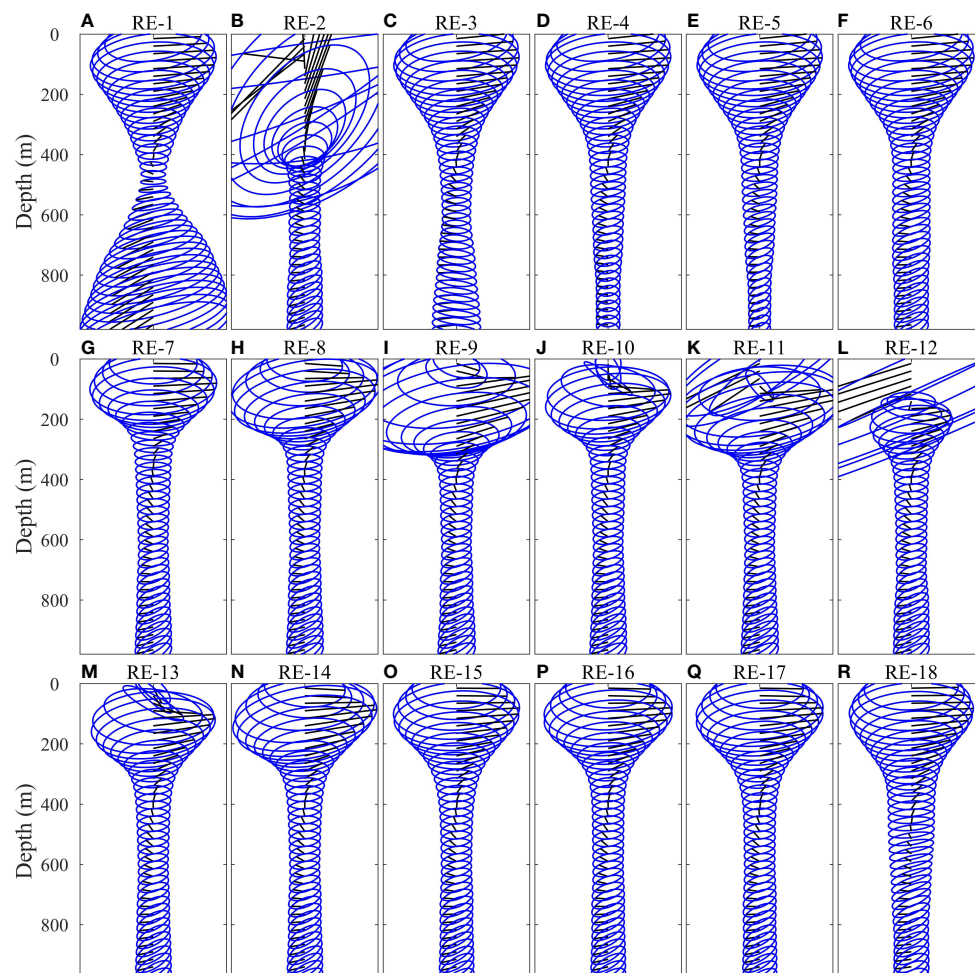 A RE-1 B RE-2 C RE-3 D RE-4 E RE-5 F RE-6
0
200
400
600
800
Depth (m)
G RE-7 H RE-8 I RE-9 J RE-10 K RE-11 L RE-12
0
200
400
600
800
Depth (m)
M RE-13 N RE-14 O RE-15 P RE-16 Q RE-17 R RE-18
0
200
400
600
800
Depth (m)